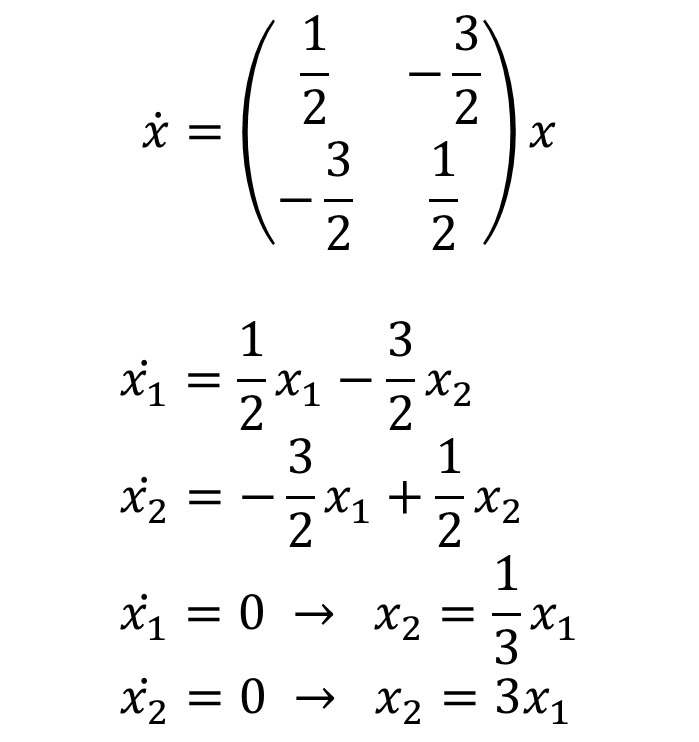 ẋ = (1/2 −3/2
−3/2 1/2) x
ẋ₁ = 1/2 x₁ − 3/2 x₂
ẋ₂ = −3/2 x₁ + 1/2 x₂
ẋ₁ = 0 → x₂ = 1/3 x₁
ẋ₂ = 0 → x₂ = 3x₁